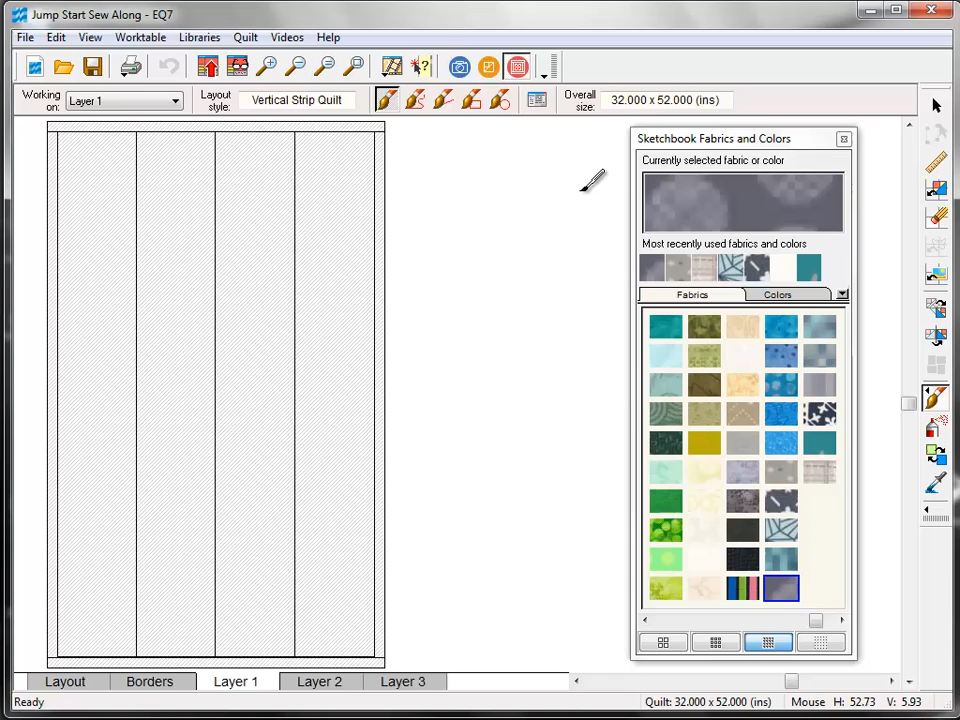 Jump Start Sew Along - EQ7
File Edit View Worktable Libraries Quilt Videos Help
Working on: Layer 1 Layout style: Vertical Strip Quilt Overall size: 32.000 x 52.000 (ins)
Sketchbook Fabrics and Colors
Currently selected fabric or color
Most recently used fabrics and colors
Fabrics Colors
Layout Borders Layer 1 Layer 2 Layer 3
Ready Quilt: 32.000 x 52.000 (ins) Mouse H: 52.73 V: 5.93